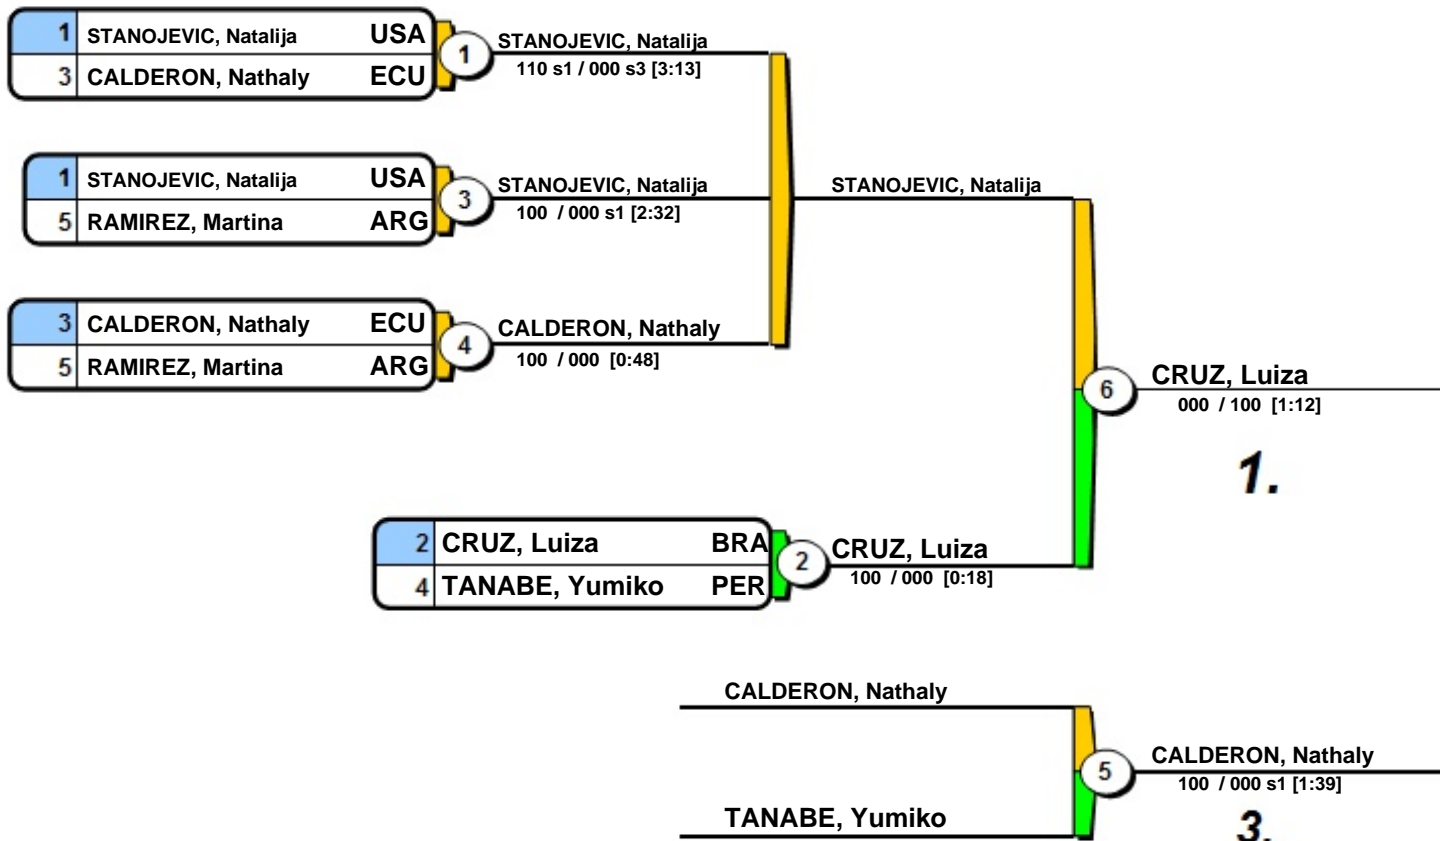 1 STANOJEVIC, Natalija USA
3 CALDERON, Nathaly ECU
1
STANOJEVIC, Natalija
110 s1 / 000 s3 [3:13]
1 STANOJEVIC, Natalija USA
5 RAMIREZ, Martina ARG
3
STANOJEVIC, Natalija
100 / 000 s1 [2:32]
STANOJEVIC, Natalija
3 CALDERON, Nathaly ECU
5 RAMIREZ, Martina ARG
4
CALDERON, Nathaly
100 / 000 [0:48]
6
CRUZ, Luiza
000 / 100 [1:12]
1.
2 CRUZ, Luiza BRA
4 TANABE, Yumiko PER
2
CRUZ, Luiza
100 / 000 [0:18]
CALDERON, Nathaly
TANABE, Yumiko
5
CALDERON, Nathaly
100 / 000 s1 [1:39]
3.